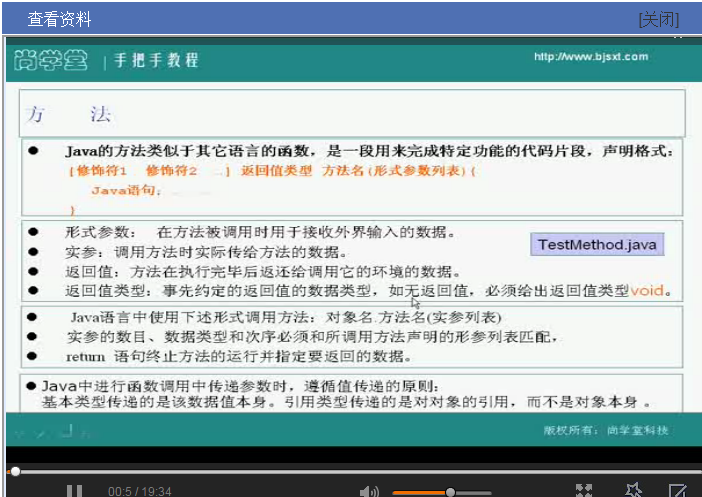 查看资料
[关闭]
尚学堂 | 手把手教程
http://www.bjsxt.com
方 法
● Java的方法类似于其它语言的函数，是一段用来完成特定功能的代码片段，声明格式：
[修饰符1 修饰符2 …] 返回值类型 方法名(形式参数列表){
Java语句; … … …
}
● 形式参数： 在方法被调用时用于接收外界输入的数据。
● 实参：调用方法时实际传给方法的数据。
TestMethod.java
● 返回值：方法在执行完毕后返还给调用它的环境的数据。
● 返回值类型：事先约定的返回值的数据类型，如无返回值，必须给出返回值类型void。
● Java语言中使用下述形式调用方法：对象名.方法名(实参列表)
● 实参的数目、数据类型和次序必须和所调用方法声明的形参列表匹配，
● return 语句终止方法的运行并指定要返回的数据。
● Java中进行函数调用中传递参数时，遵循值传递的原则：
基本类型传递的是该数据值本身。引用类型传递的是对对象的引用，而不是对象本身 。
版权所有： 尚学堂科技
00:5 / 19:34